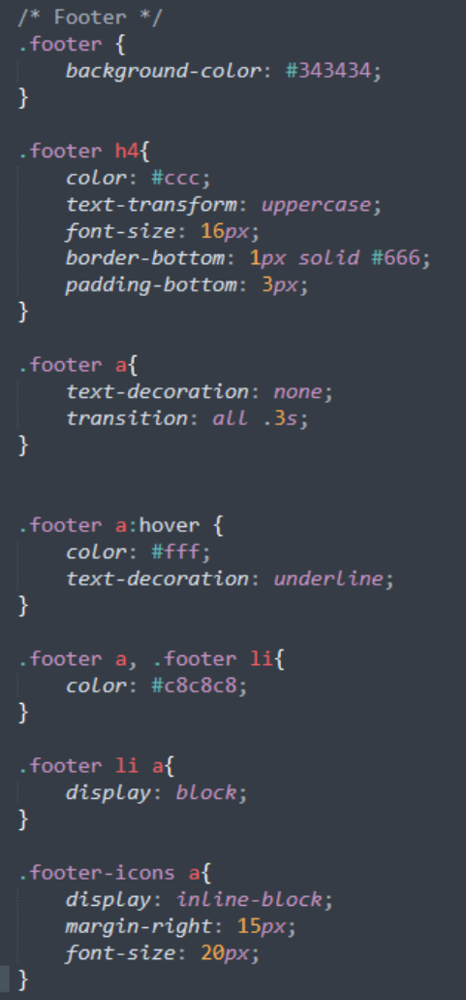 /* Footer */
.footer {
    background-color: #343434;
}

.footer h4{
    color: #ccc;
    text-transform: uppercase;
    font-size: 16px;
    border-bottom: 1px solid #666;
    padding-bottom: 3px;
}

.footer a{
    text-decoration: none;
    transition: all .3s;
}


.footer a:hover {
    color: #fff;
    text-decoration: underline;
}

.footer a, .footer li{
    color: #c8c8c8;
}

.footer li a{
    display: block;
}

.footer-icons a{
    display: inline-block;
    margin-right: 15px;
    font-size: 20px;
}